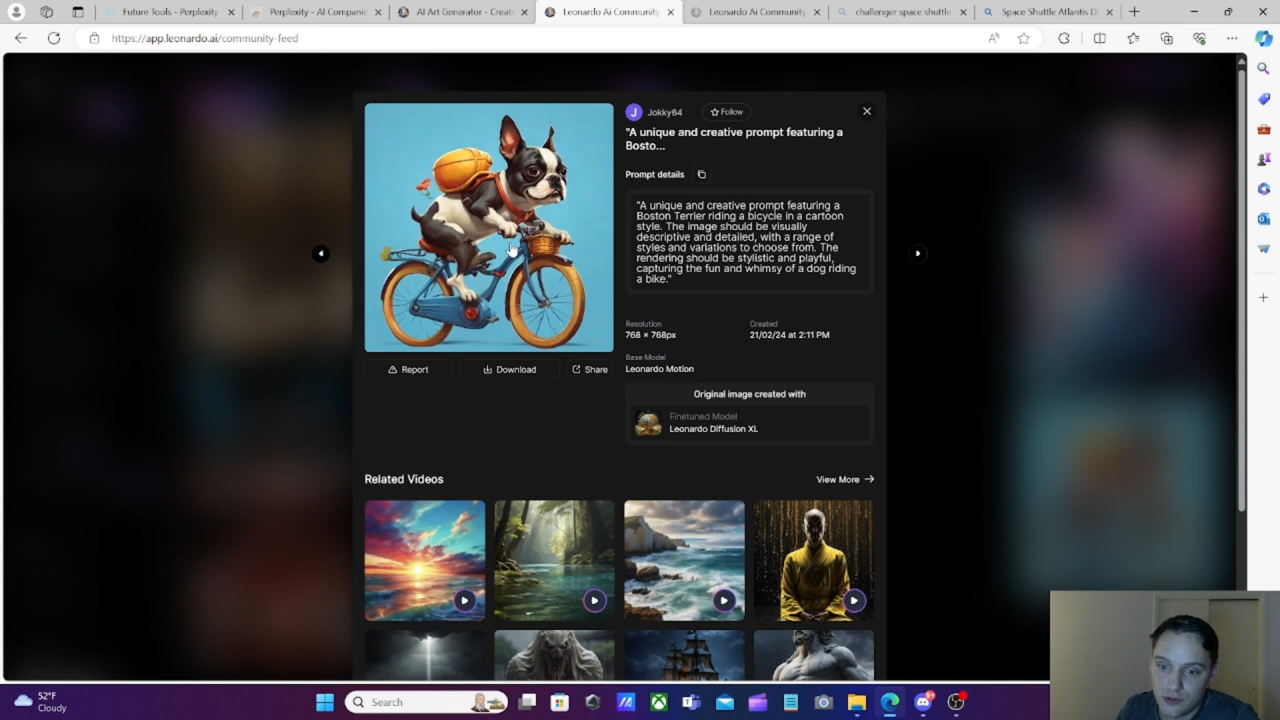 Future Tools - Perplexity
Perplexity - AI Companic
AI Art Generator - Create
Leonardo Ai Community
Leonardo Ai Community
challenger space shuttle
Space Shuttle Atlantis Di
https://app.leonardo.ai/community-feed
J
Jokky64
Follow
"A unique and creative prompt featuring a
Bosto...
Prompt details
"A unique and creative prompt featuring a
Boston Terrier riding a bicycle in a cartoon
style. The image should be visually
descriptive and detailed, with a range of
styles and variations to choose from. The
rendering should be stylistic and playful,
capturing the fun and whimsy of a dog riding
a bike."
Resolution
Created
768 × 768px
21/02/24 at 2:11 PM
Base Model
Leonardo Motion
Report
Download
Share
Original image created with
Finetuned Model
Leonardo Diffusion XL
Related Videos
View More
52°F
Cloudy
Search